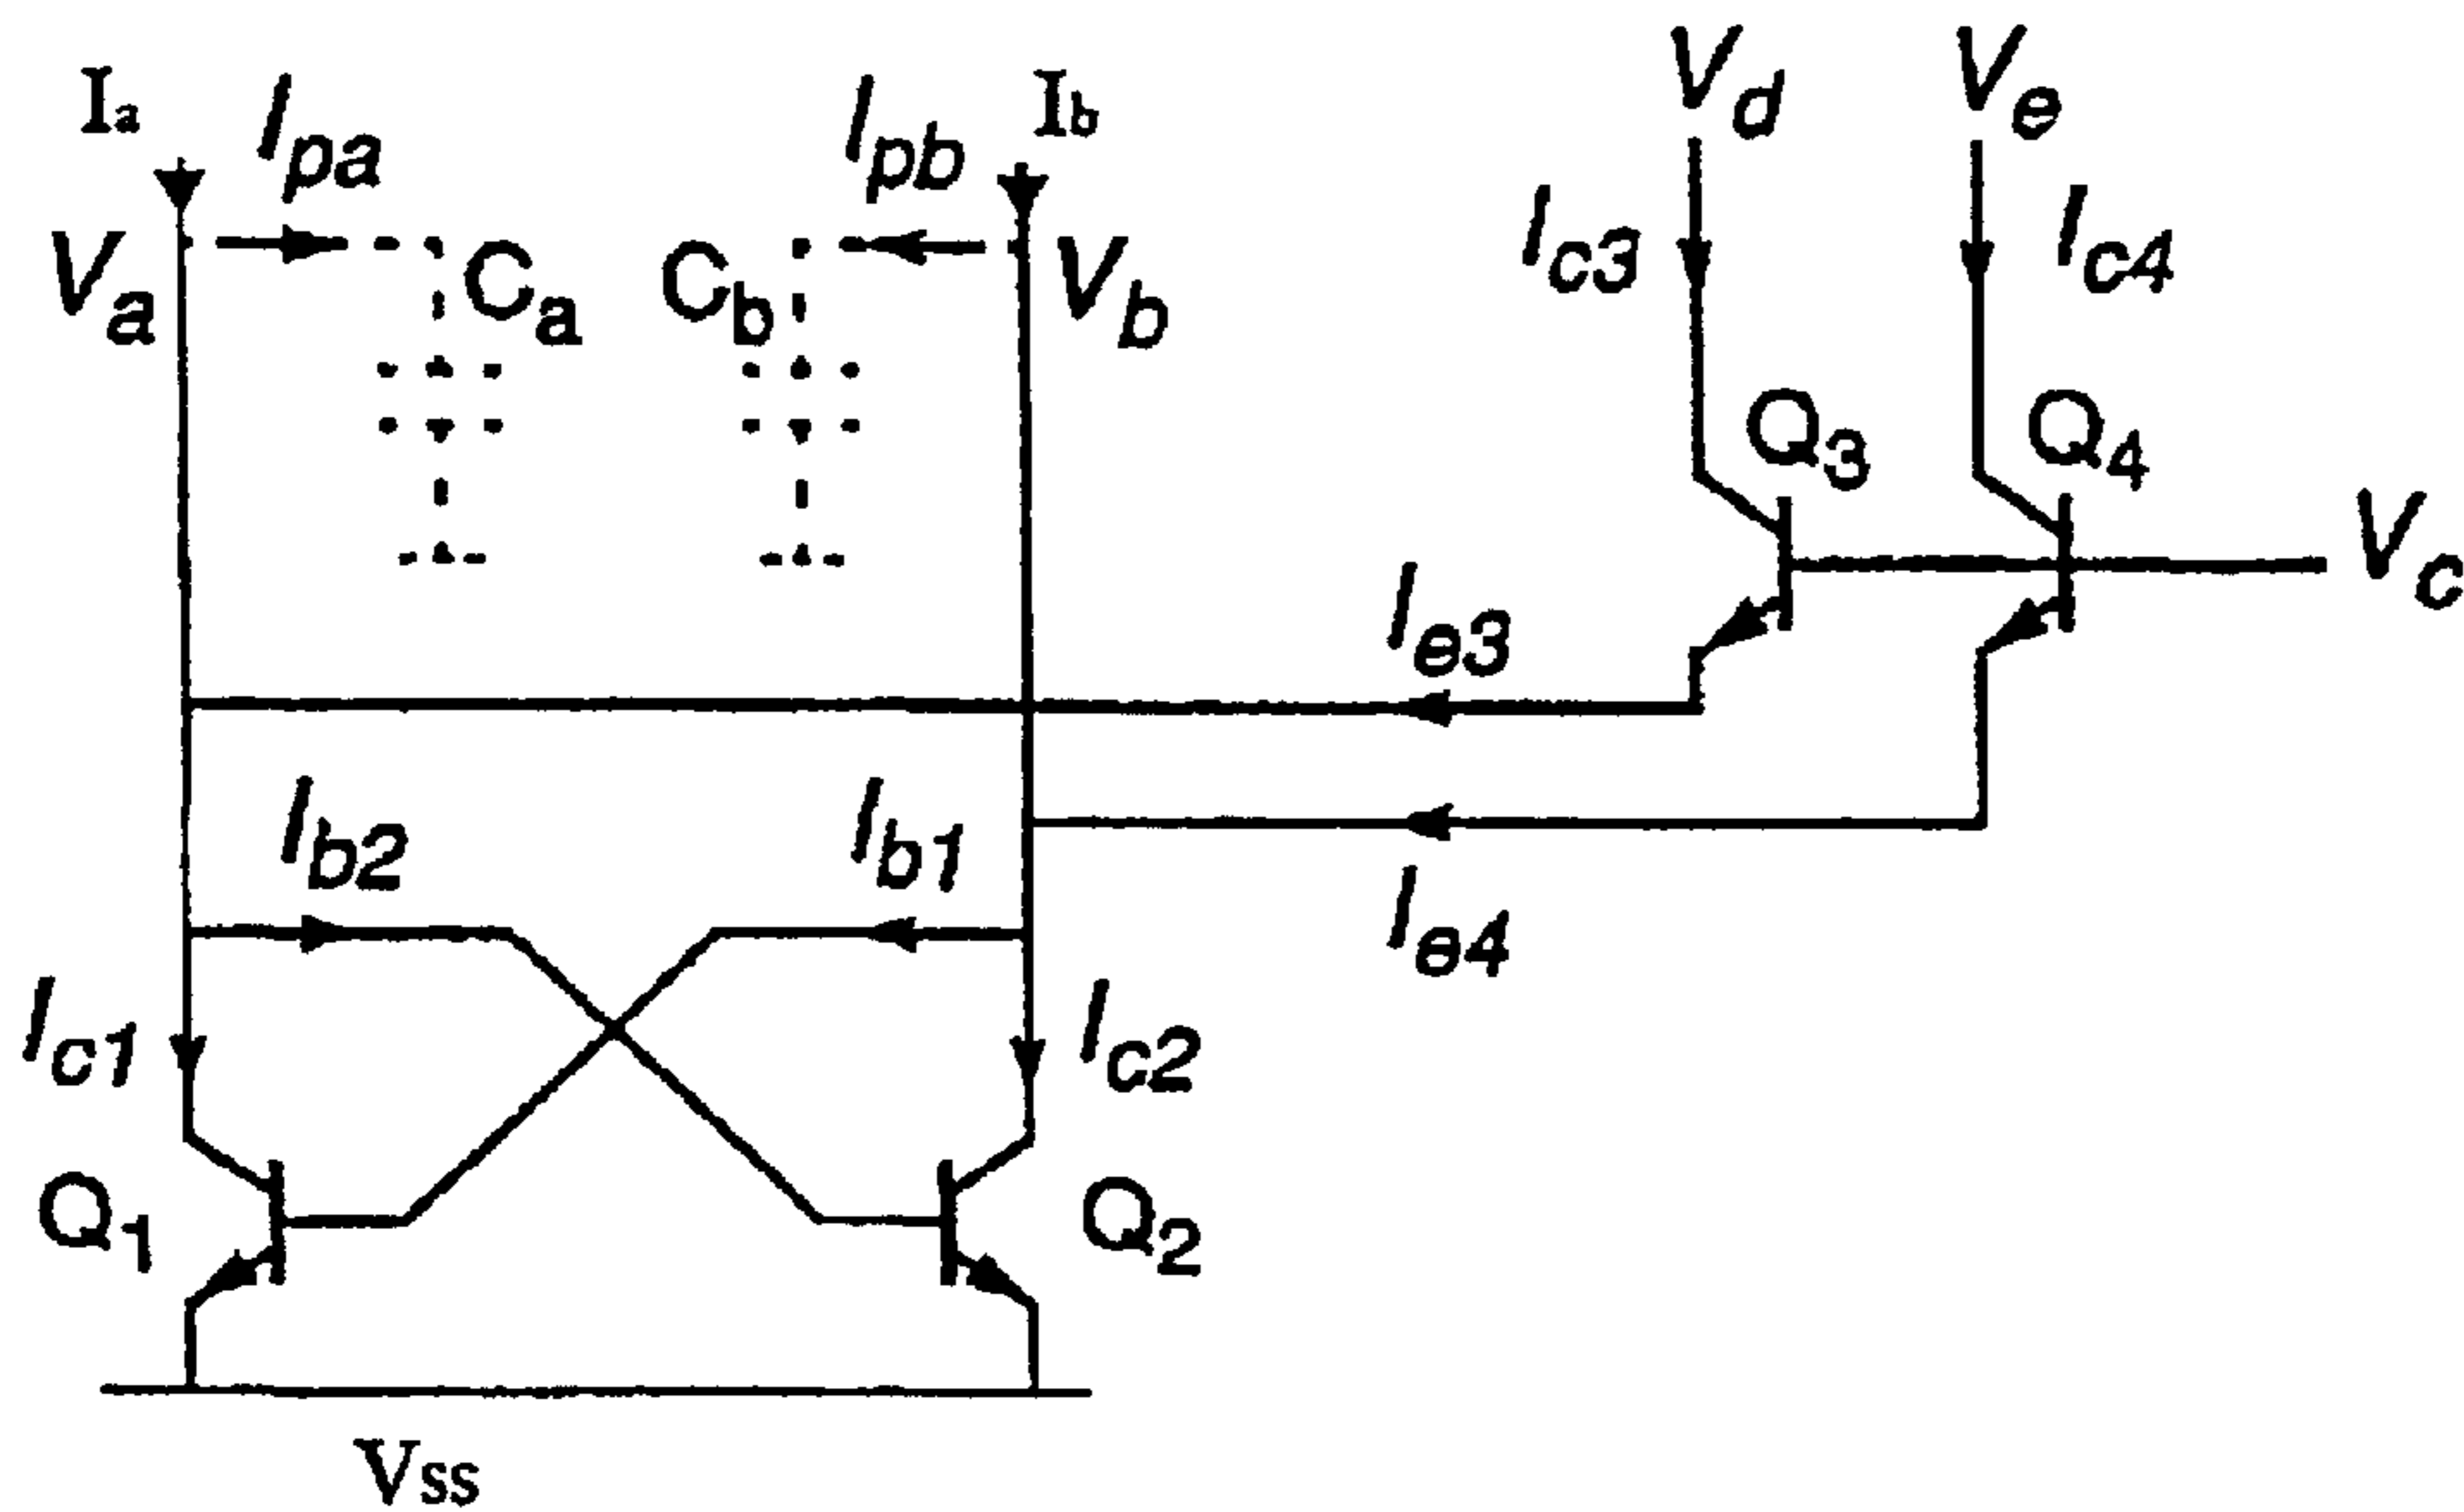 Ia
Ipa
Ipb
Ib
Vd
Ve
Va
Ca
Cb
Vb
Ic3
Ic4
Q3
Q4
Vc
Ie3
Ib2
Ib1
Ie4
Ic1
Ic2
Q1
Q2
Vss